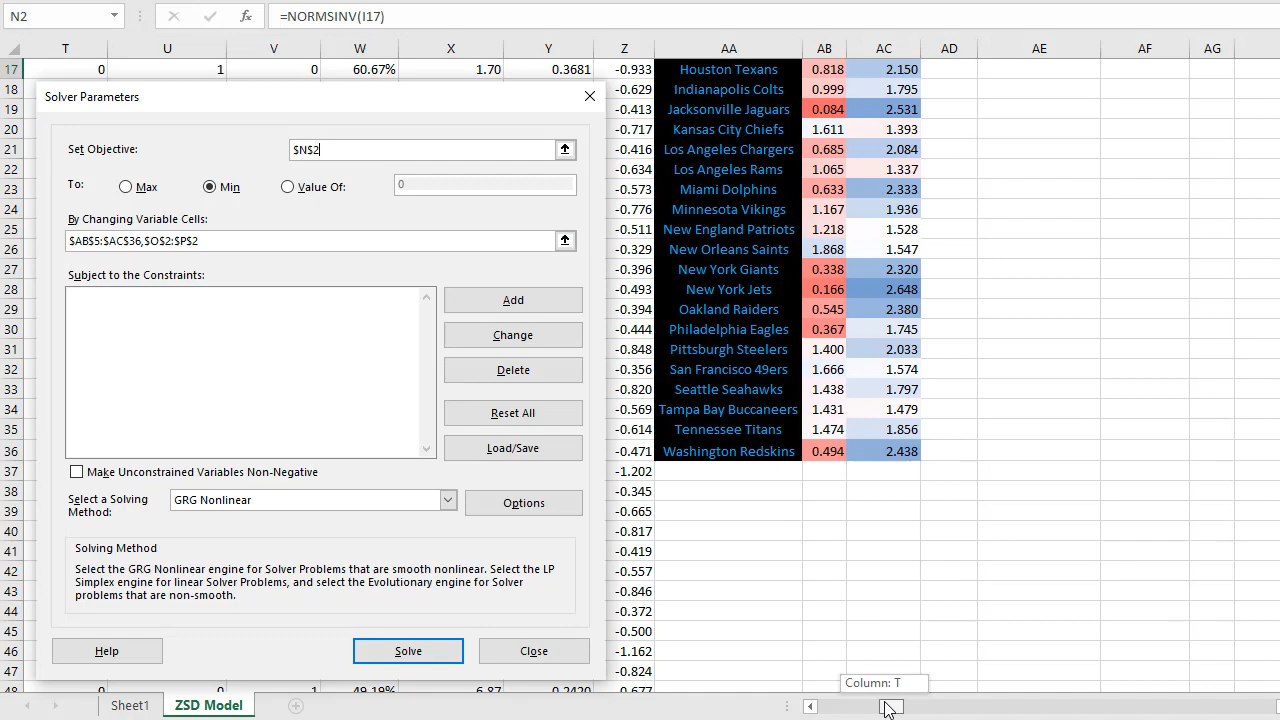 N2 fx =NORMSINV(I17)
T U V W X Y Z AA AB AC AD AE AF AG
17 0 1 0 60.67% 1.70 0.3681 -0.933 Houston Texans 0.818 2.150
18 -0.629 Indianapolis Colts 0.999 1.795
19 -0.413 Jacksonville Jaguars 0.084 2.531
20 -0.717 Kansas City Chiefs 1.611 1.393
21 -0.416 Los Angeles Chargers 0.685 2.084
22 -0.634 Los Angeles Rams 1.065 1.337
23 -0.573 Miami Dolphins 0.633 2.333
24 -0.776 Minnesota Vikings 1.167 1.936
25 -0.511 New England Patriots 1.218 1.528
26 -0.329 New Orleans Saints 1.868 1.547
27 -0.396 New York Giants 0.338 2.320
28 -0.493 New York Jets 0.166 2.648
29 -0.640 Oakland Raiders 0.545 2.380
30 -0.444 Philadelphia Eagles 0.367 1.745
31 -0.848 Pittsburgh Steelers 1.400 2.033
32 -0.356 San Francisco 49ers 1.666 1.574
33 -0.820 Seattle Seahawks 1.438 1.797
34 -0.569 Tampa Bay Buccaneers 1.431 1.479
35 -0.614 Tennessee Titans 1.474 1.856
36 -0.471 Washington Redskins 0.494 2.438
37 -1.202
38 -0.345
39 -0.665
40 -0.817
41 -0.419
42 -0.557
43 -0.846
44 -0.372
45 -0.500
46 -1.162
47 -0.824
48 0 0 1 49.19% 6.87 0.2420 -0.677
Solver Parameters
Set Objective: $N$2
To: Max Min Value Of: 0
By Changing Variable Cells:
$AB$5:$AC$36,$O$2:$P$2
Subject to the Constraints:
Add
Change
Delete
Reset All
Load/Save
Make Unconstrained Variables Non-Negative
Select a Solving Method: GRG Nonlinear Options
Solving Method
Select the GRG Nonlinear engine for Solver Problems that are smooth nonlinear. Select the LP
Simplex engine for linear Solver Problems, and select the Evolutionary engine for Solver
problems that are non-smooth.
Help Solve Close
Column: T
Sheet1 ZSD Model